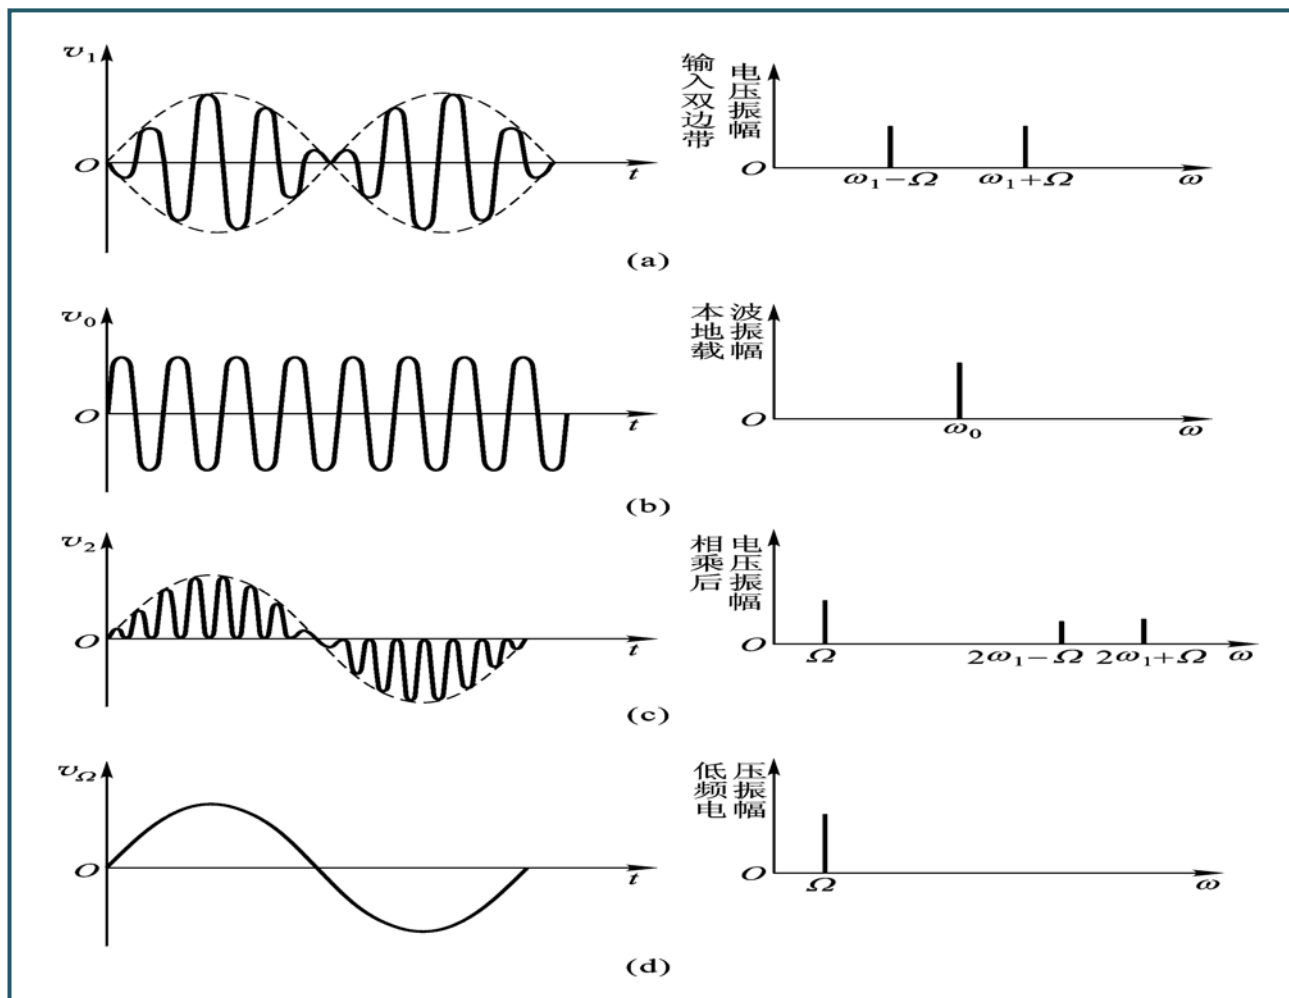 v₁
O
t
输入双边带
电压振幅
O
ω₁−Ω
ω₁+Ω
ω
(a)
v₀
O
t
本地载
波振幅
O
ω₀
ω
(b)
v₂
O
t
相乘后
电压振幅
O
Ω
2ω₁−Ω
2ω₁+Ω
ω
(c)
v_Ω
O
t
低频电
压振幅
O
Ω
ω
(d)